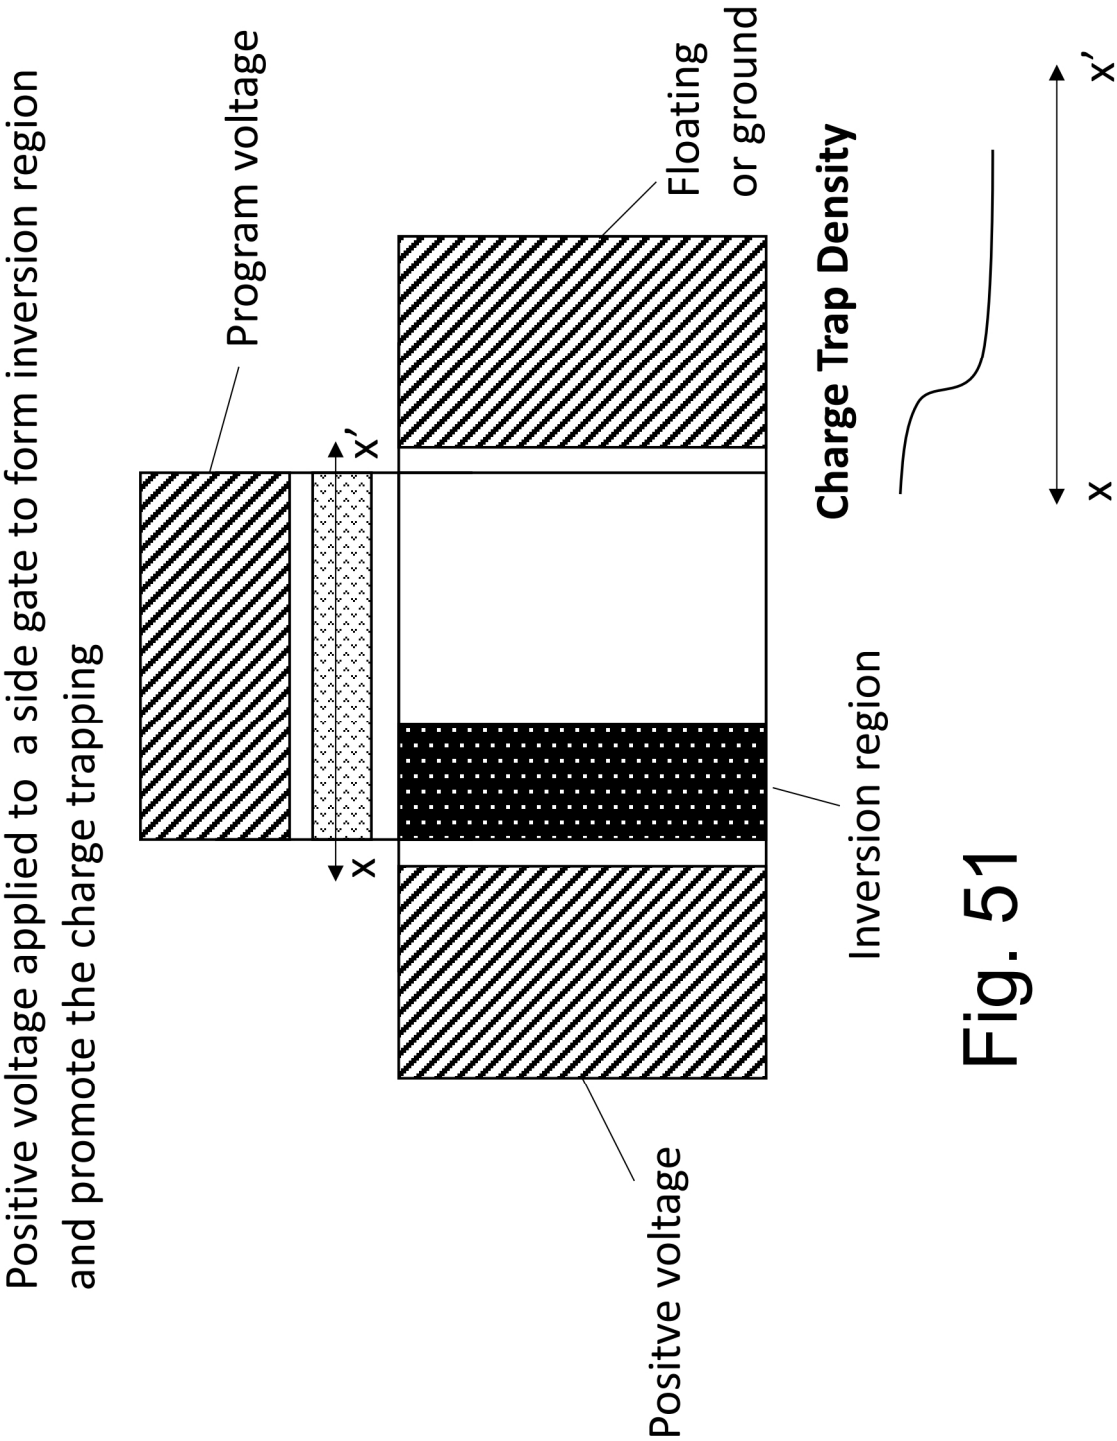 Positive voltage applied to a side gate to form inversion region
and promote the charge trapping
Program voltage
x
x’
Positve voltage
Floating
or ground
Inversion region
Charge Trap Density
x
x’
Fig. 51